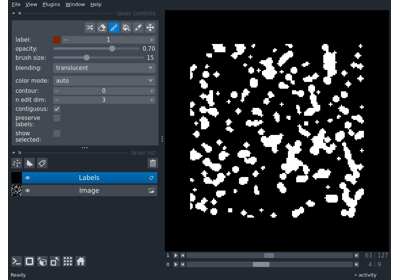 File View Plugins Window Help
layer controls
label: 1
opacity: 0.70
brush size: 15
blending: translucent
color mode: auto
contour: 0
n edit dim: 3
contiguous:
preserve
labels:
show
selected:
layer list
Labels
Image
1 63 127
0 4 9
Ready activity